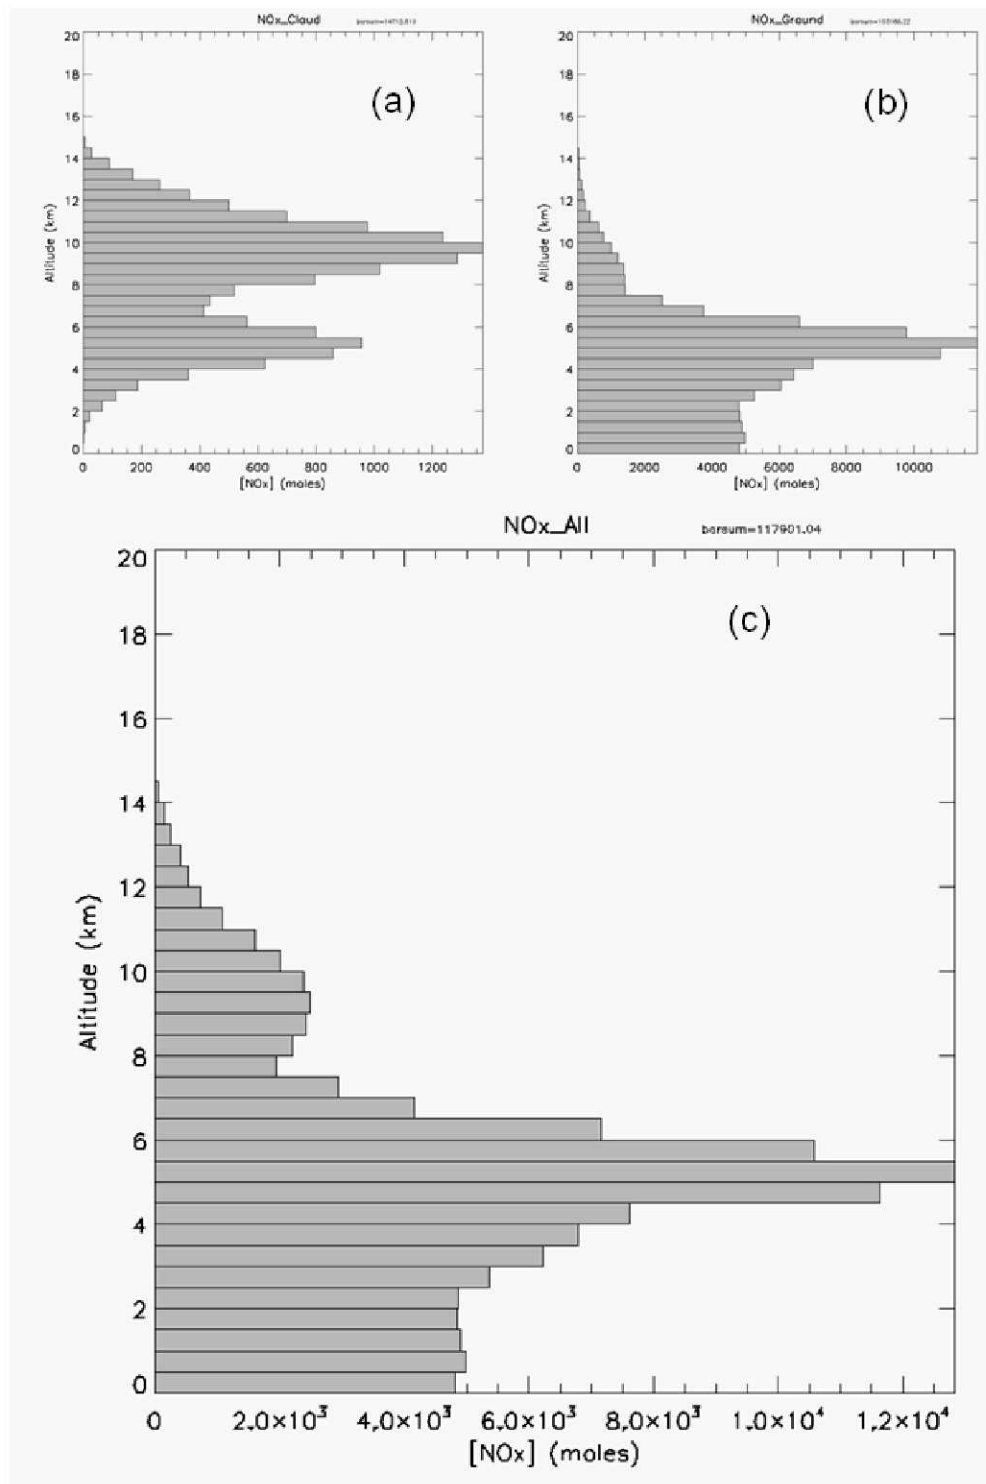 NOx_Cloud
(a)
20
18
16
14
12
10
8
6
4
2
0
Altitude (km)
0 200 400 600 800 1000 1200
[NOx] (moles)
NOx_Ground
(b)
20
18
16
14
12
10
8
6
4
2
0
Altitude (km)
0 2000 4000 6000 8000 10000
[NOx] (moles)
NOx_All barsum=117901.04
(c)
20
18
16
14
12
10
8
6
4
2
0
Altitude (km)
0 2.0×10³ 4.0×10³ 6.0×10³ 8.0×10³ 1.0×10⁴ 1.2×10⁴
[NOx] (moles)